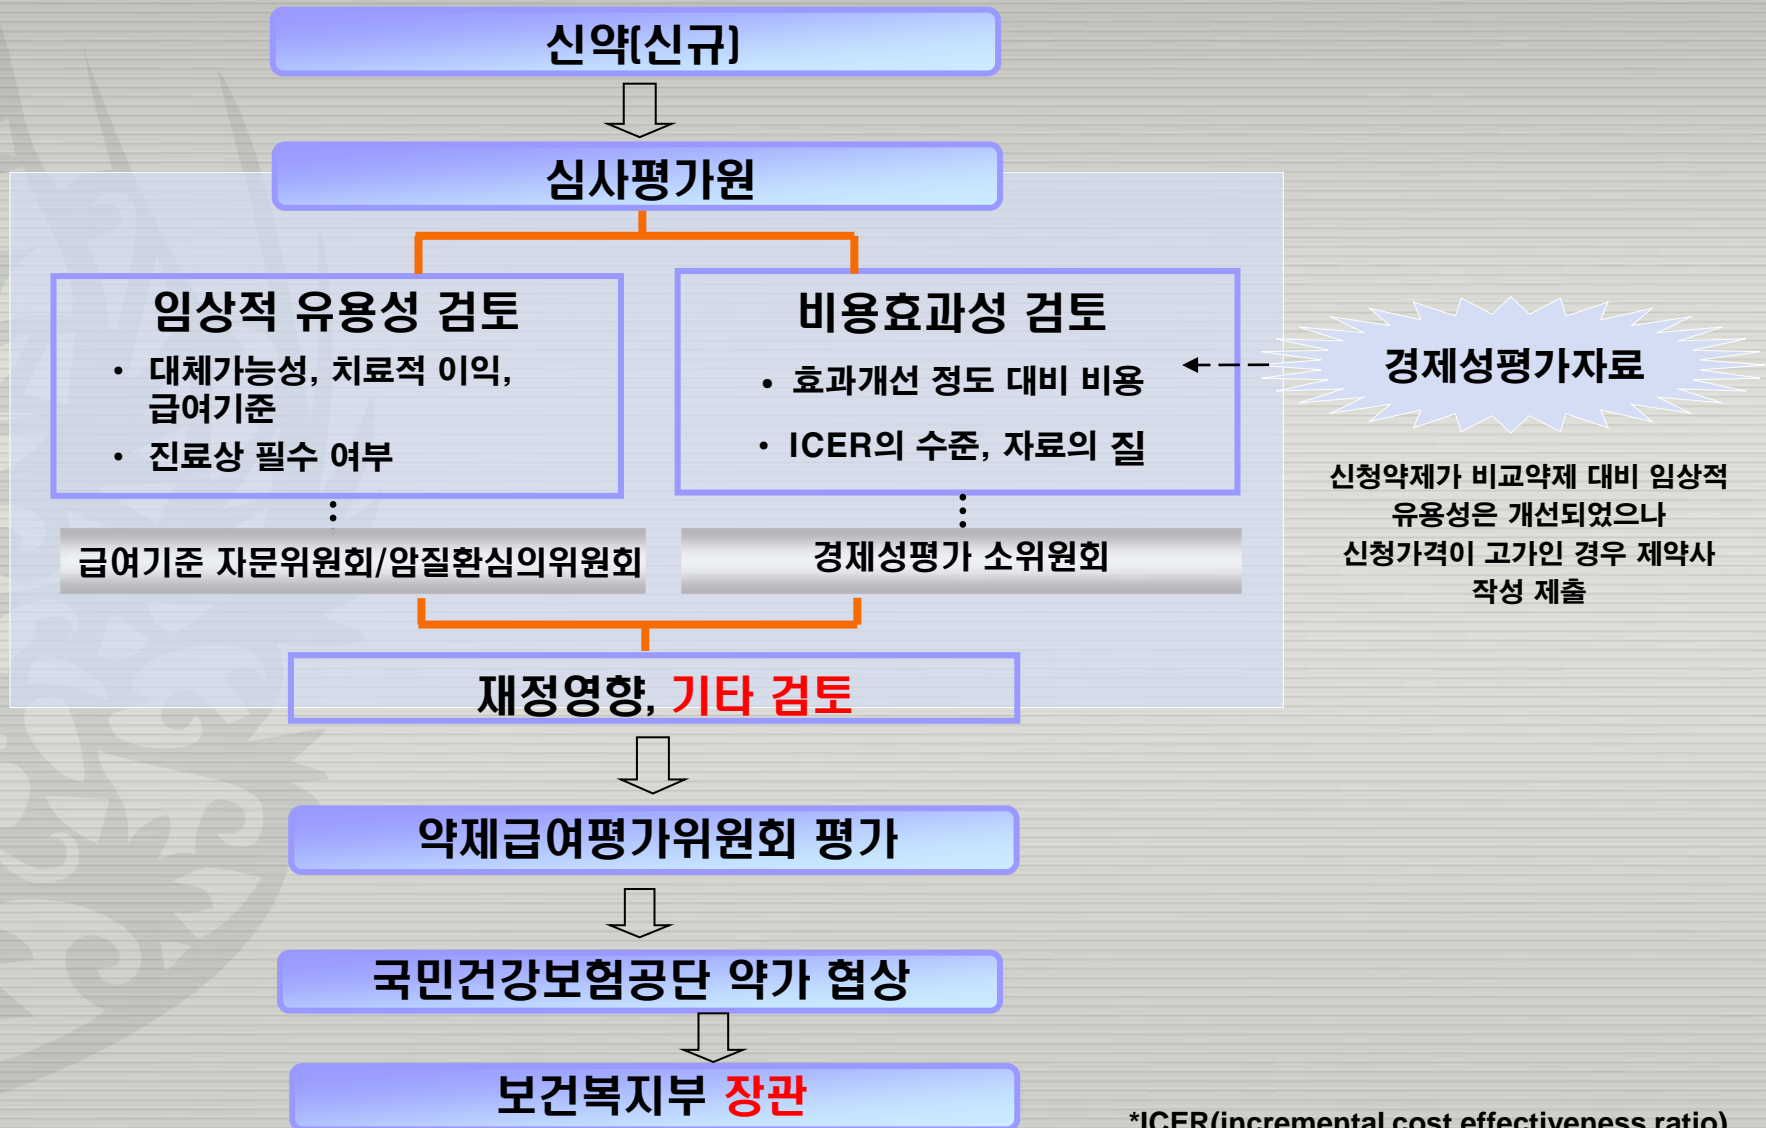 신약(신규)
심사평가원
임상적 유용성 검토
• 대체가능성, 치료적 이익,
급여기준
• 진료상 필수 여부
비용효과성 검토
• 효과개선 정도 대비 비용
• ICER의 수준, 자료의 질
경제성평가자료
신청약제가 비교약제 대비 임상적
유용성은 개선되었으나
신청가격이 고가인 경우 제약사
작성 제출
급여기준 자문위원회/암질환심의위원회
경제성평가 소위원회
재정영향, 기타 검토
약제급여평가위원회 평가
국민건강보험공단 약가 협상
보건복지부 장관
*ICER(incremental cost effectiveness ratio)